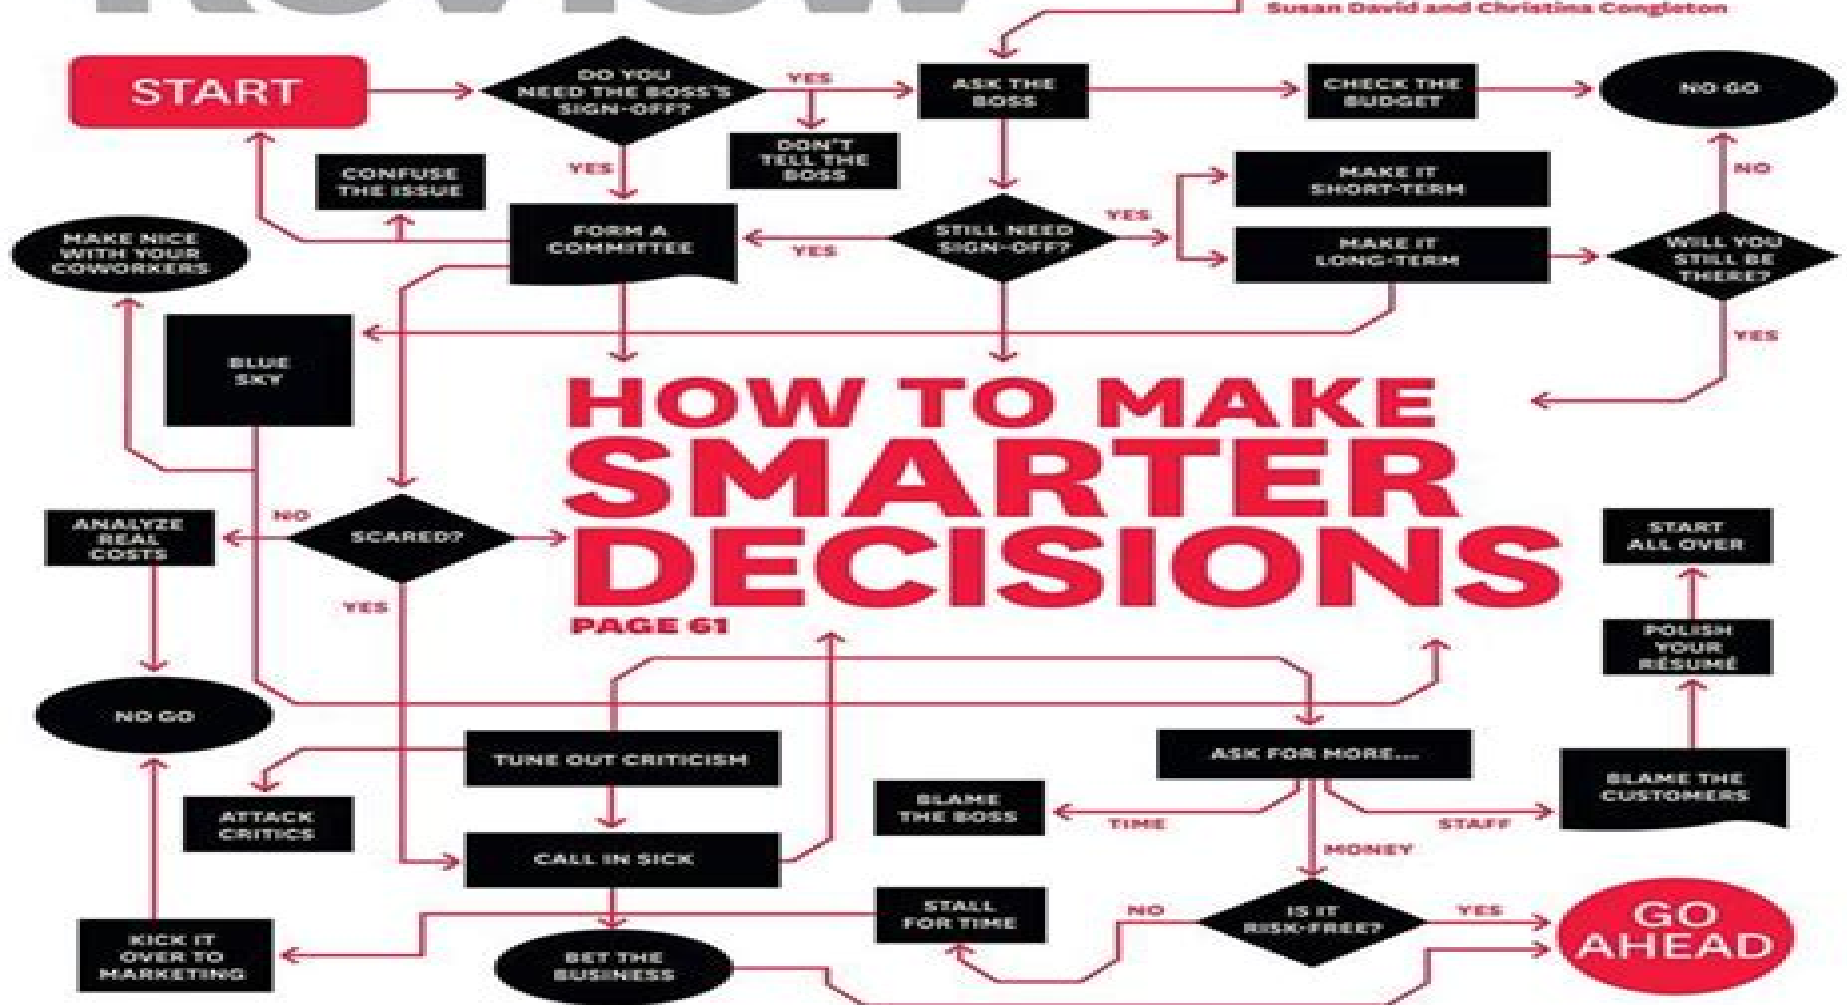 Review
Susan David and Christina Congleton
START
DO YOU
NEED THE BOSS'S
SIGN-OFF?
YES
ASK THE
BOSS
CHECK THE
BUDGET
NO GO
DON'T
TELL THE
BOSS
YES
CONFUSE
THE ISSUE
MAKE IT
SHORT-TERM
NO
FORM A
COMMITTEE
YES
STILL NEED
SIGN-OFF?
YES
MAKE IT
LONG-TERM
WILL YOU
STILL BE
THERE?
MAKE NICE
WITH YOUR
COWORKERS
YES
BLUE
SKY
HOW TO MAKE
SMARTER
DECISIONS
PAGE 61
ANALYZE
REAL
COSTS
NO
SCARED?
YES
START
ALL OVER
POLISH
YOUR
RÉSUMÉ
NO GO
TUNE OUT CRITICISM
ASK FOR MORE...
ATTACK
CRITICS
BLAME
THE BOSS
TIME
STAFF
BLAME THE
CUSTOMERS
MONEY
CALL IN SICK
STALL
FOR TIME
NO
IS IT
RISK-FREE?
YES
GO
AHEAD
KICK IT
OVER TO
MARKETING
BET THE
BUSINESS